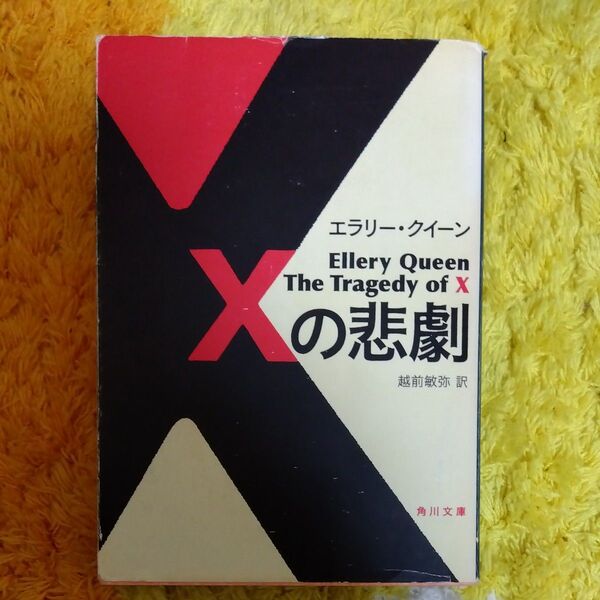 エラリー・クイーン
Ellery Queen
The Tragedy of X
Xの悲劇
越前敏弥 訳
角川文庫